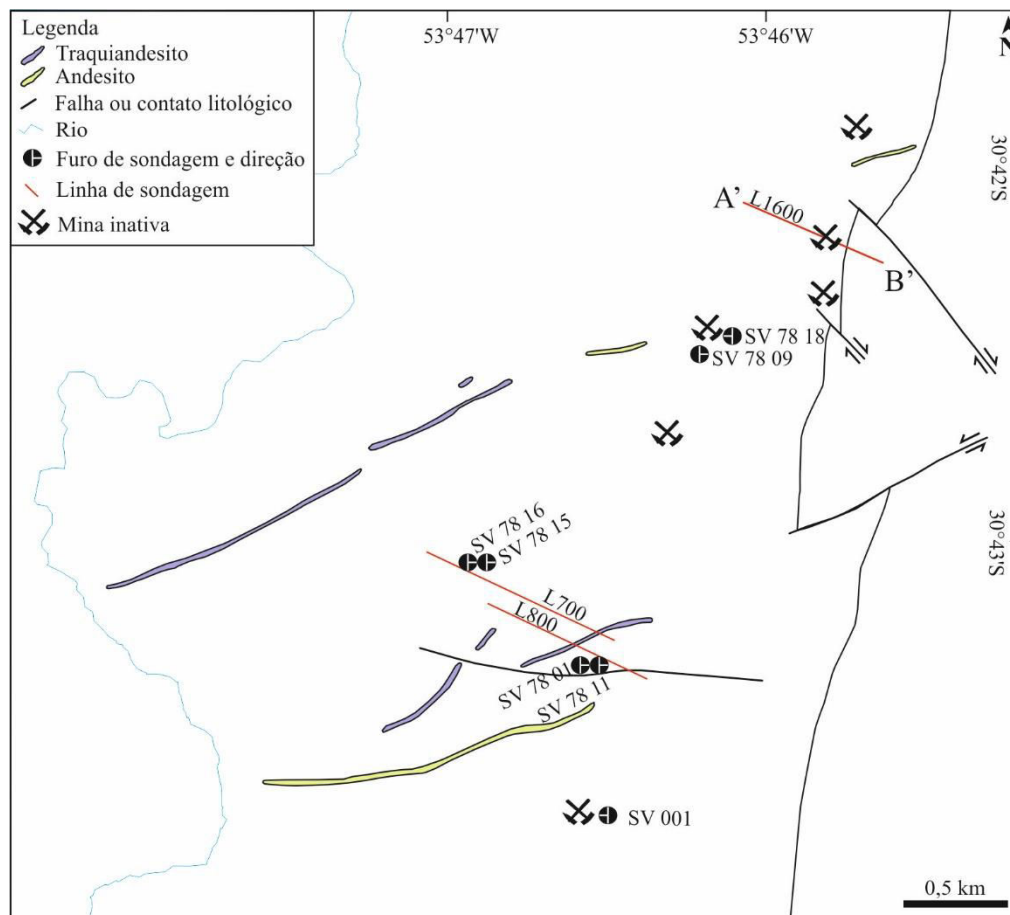 Legenda
Traquiandesito
Andesito
Falha ou contato litológico
Rio
Furo de sondagem e direção
Linha de sondagem
Mina inativa
53°47'W
53°46'W
N
30°42'S
A'
L1600
B'
SV 78 18
SV 78 09
30°43'S
SV 78 16
SV 78 15
L700
L800
SV 78 01
SV 78 11
SV 001
0,5 km